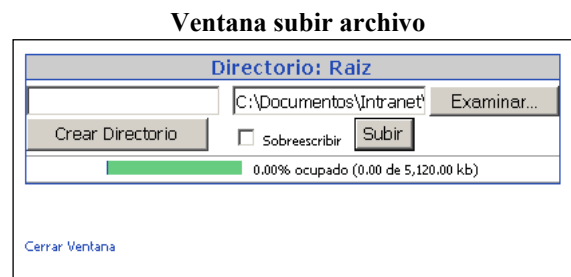 Ventana subir archivo
Directorio: Raiz
C:\Documentos\Intranet\ Examinar...
Crear Directorio Sobreescribir Subir
0.00% ocupado (0.00 de 5,120.00 kb)
Cerrar Ventana